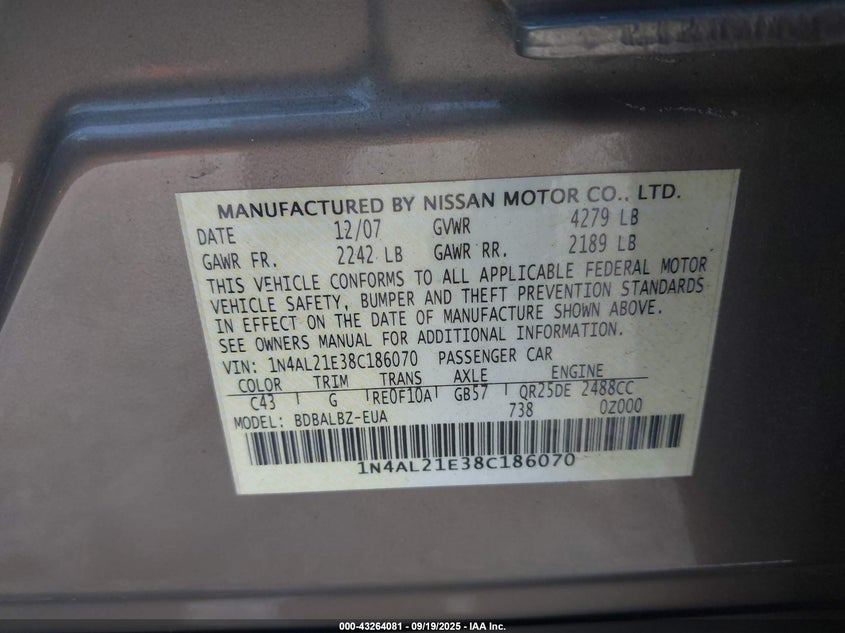 MANUFACTURED BY NISSAN MOTOR CO., LTD.
DATE 12/07 GVWR 4279 LB
GAWR FR. 2242 LB GAWR RR. 2189 LB
THIS VEHICLE CONFORMS TO ALL APPLICABLE FEDERAL MOTOR
VEHICLE SAFETY, BUMPER AND THEFT PREVENTION STANDARDS
IN EFFECT ON THE DATE OF MANUFACTURE SHOWN ABOVE.
SEE OWNERS MANUAL FOR ADDITIONAL INFORMATION.
VIN: 1N4AL21E38C186070 PASSENGER CAR
COLOR TRIM TRANS AXLE ENGINE
C43 G RE0F10A GB57 QR25DE 2488CC
MODEL: BDBALBZ-EUA 738 0Z000
1N4AL21E38C186070
000-43264081 - 09/19/2025 - IAA Inc.